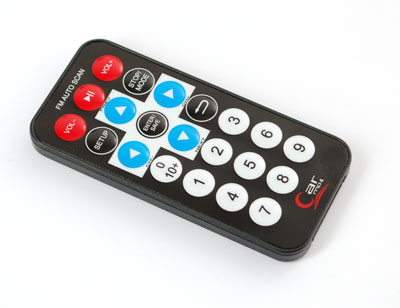 FM AUTO SCAN
VOL+
STOP/
MODE
VOL-
SETUP
ENTER/
SAVE
0
10+
1
2
3
4
5
6
7
8
9
Car